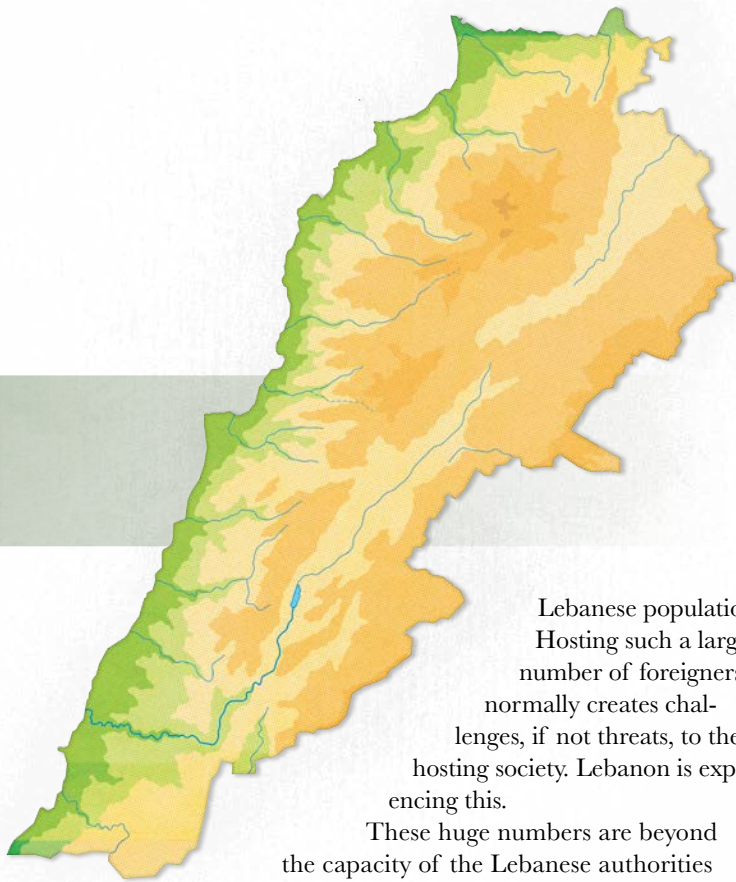 Lebanese populatio
Hosting such a larg
number of foreigners
normally creates chal-
lenges, if not threats, to the
hosting society. Lebanon is exp
encing this.
These huge numbers are beyond
the capacity of the Lebanese authorities